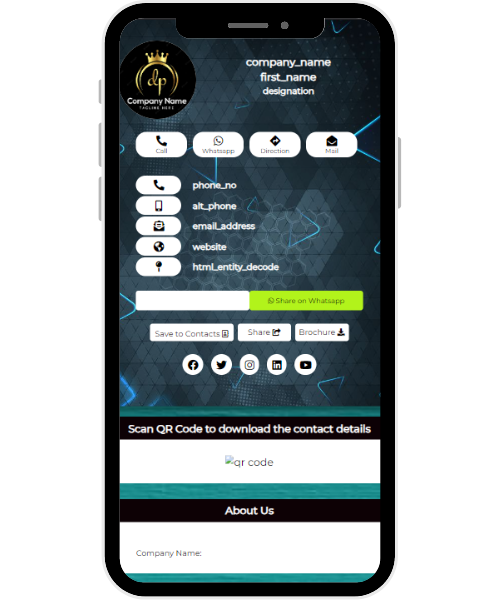 dp
Company Name
TAGLINE HERE
company_name
first_name
designation
Call Whatsapp Direction Mail
phone_no
alt_phone
email_address
website
html_entity_decode
Share on Whatsapp
Save to Contacts Share Brochure
Scan QR Code to download the contact details
qr code
About Us
Company Name: